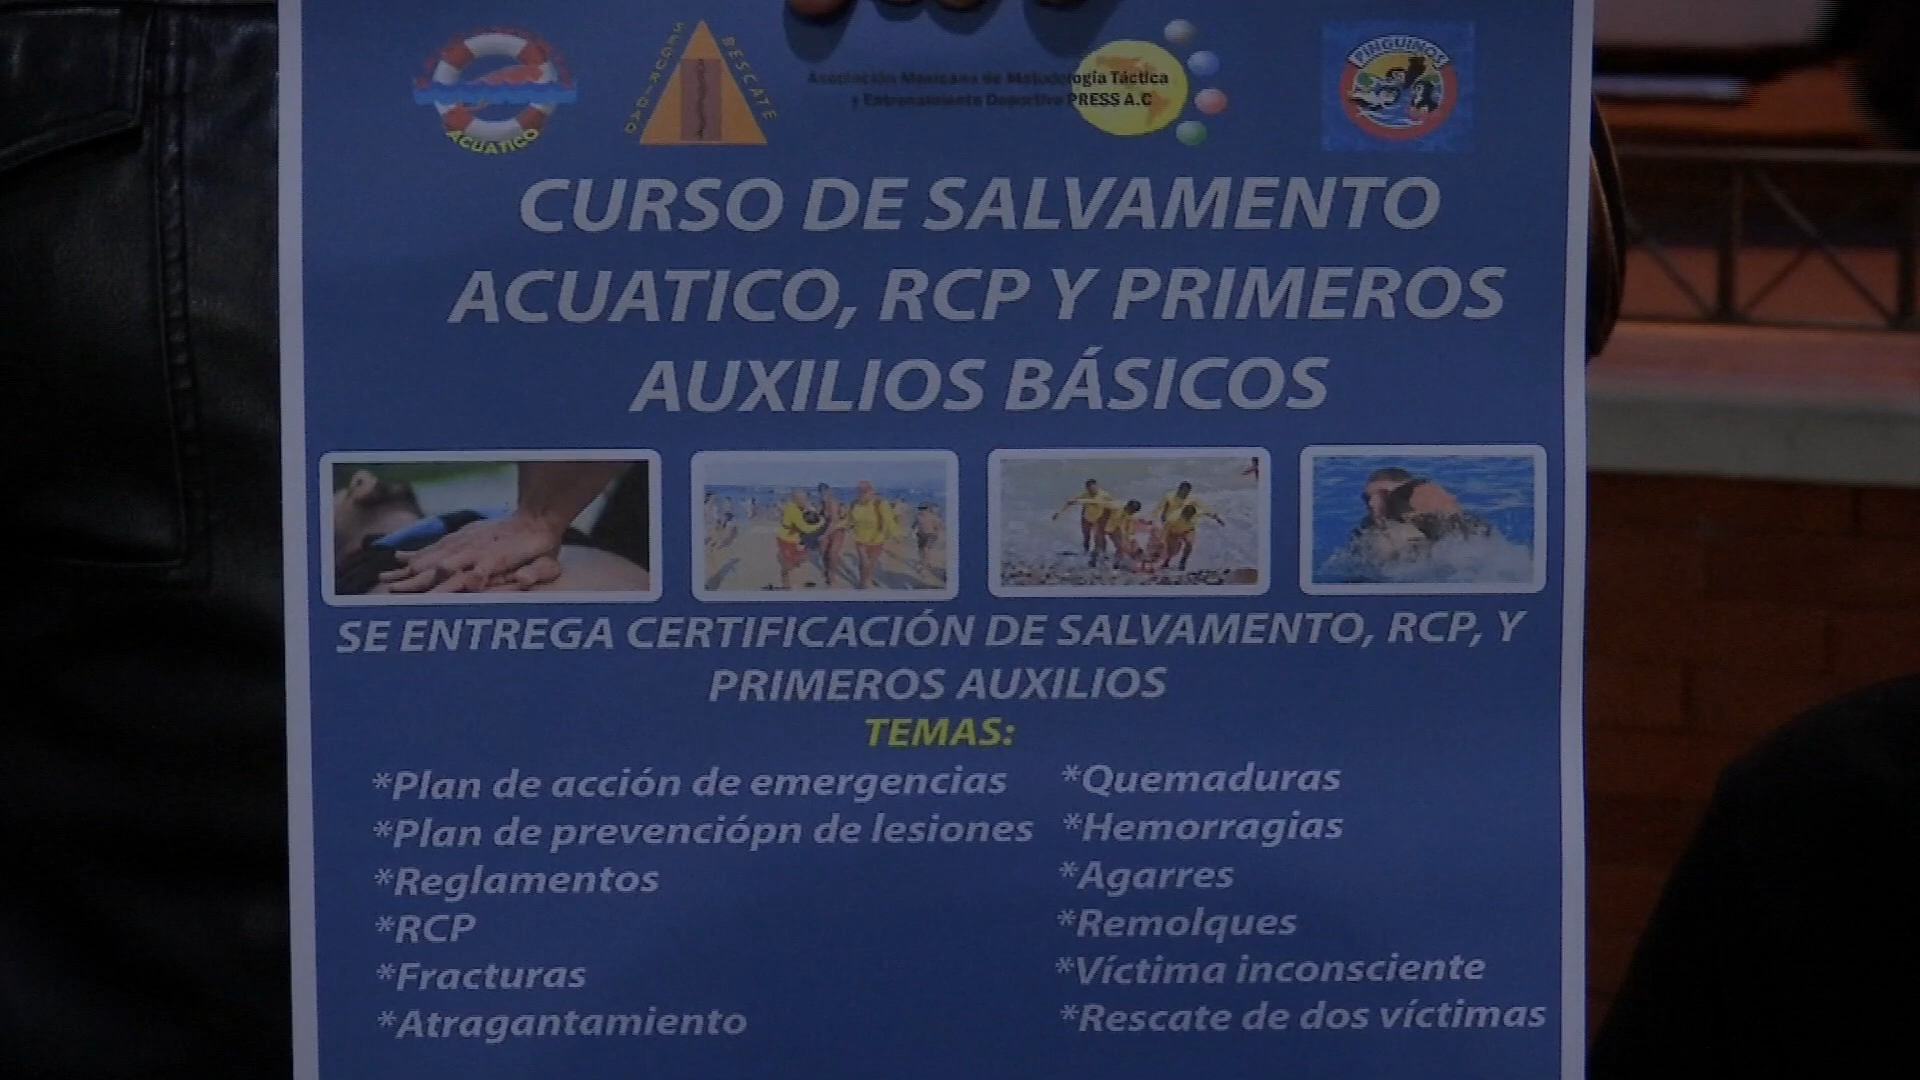 ACUATICO
SEGURIDAD
RESCATE
Asociación Mexicana de Metodología Táctica
y Entrenamiento Deportivo PRESS A.C
PINGUINOS
CURSO DE SALVAMENTO
ACUATICO, RCP Y PRIMEROS
AUXILIOS BÁSICOS
SE ENTREGA CERTIFICACIÓN DE SALVAMENTO, RCP, Y
PRIMEROS AUXILIOS
TEMAS:
*Plan de acción de emergencias
*Plan de prevenciópn de lesiones
*Reglamentos
*RCP
*Fracturas
*Atragantamiento
*Quemaduras
*Hemorragias
*Agarres
*Remolques
*Víctima inconsciente
*Rescate de dos víctimas